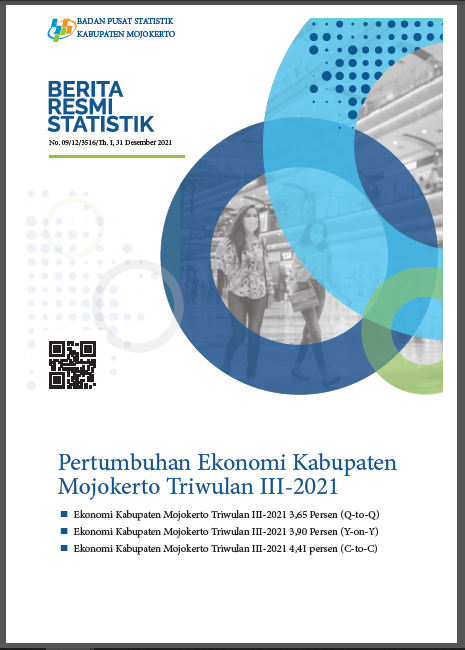 BADAN PUSAT STATISTIK
KABUPATEN MOJOKERTO
BERITA
RESMI
STATISTIK
No. 09/12/3516/Th. I, 31 Desember 2021
Pertumbuhan Ekonomi Kabupaten
Mojokerto Triwulan III-2021
Ekonomi Kabupaten Mojokerto Triwulan III-2021 3,65 Persen (Q-to-Q)
Ekonomi Kabupaten Mojokerto Triwulan III-2021 3,90 Persen (Y-on-Y)
Ekonomi Kabupaten Mojokerto Triwulan III-2021 4,41 persen (C-to-C)